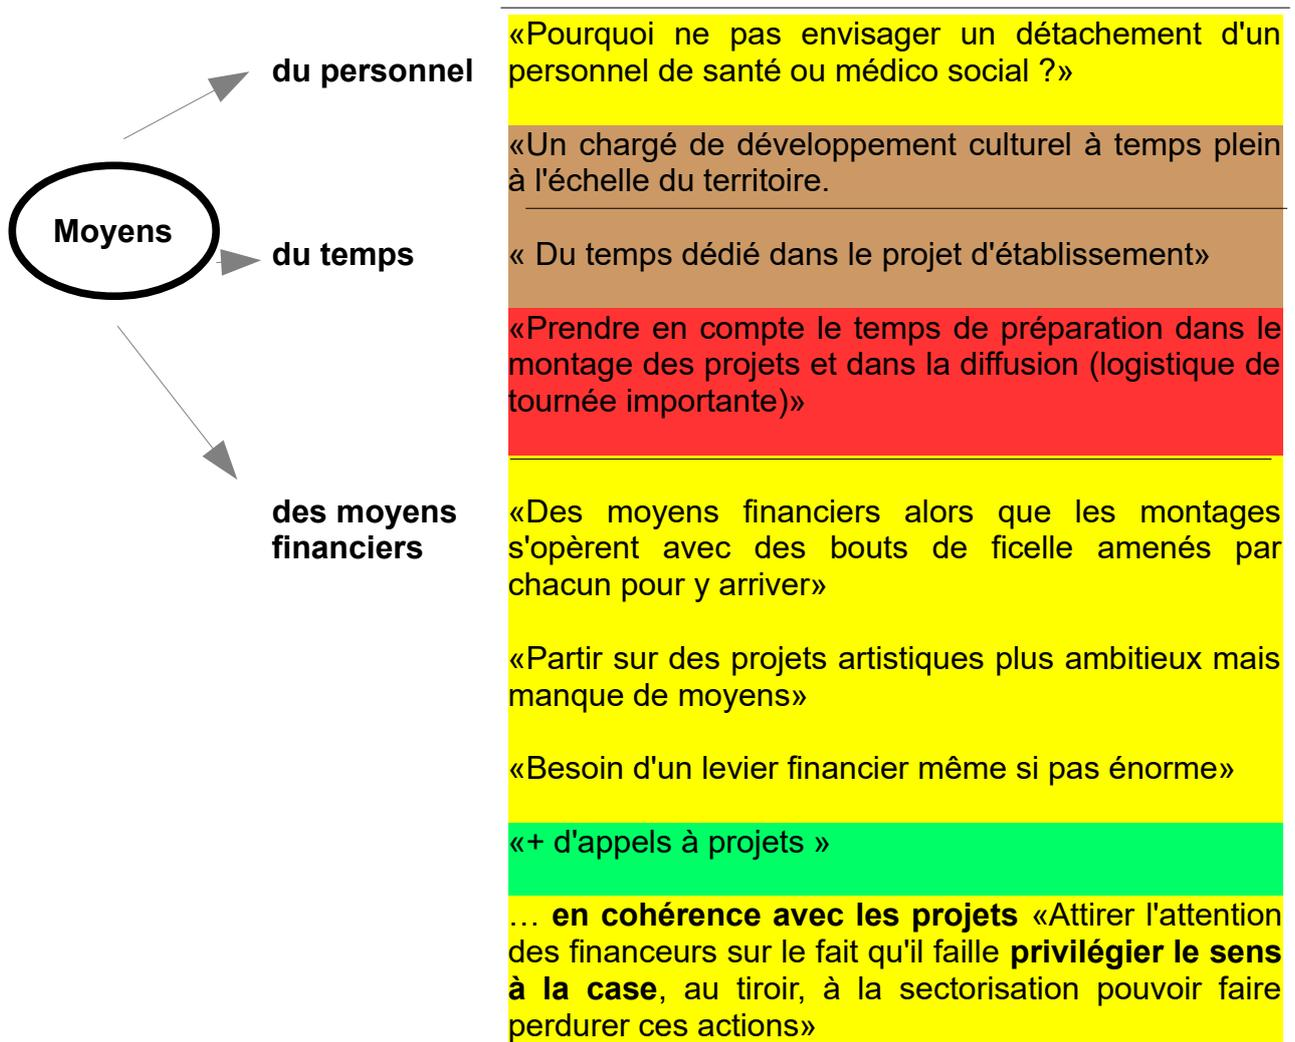 «Pourquoi ne pas envisager un détachement d'un
du personnel
personnel de santé ou médico social ?»
«Un chargé de développement culturel à temps plein
à l'échelle du territoire.
Moyens
du temps
« Du temps dédié dans le projet d'établissement»
«Prendre en compte le temps de préparation dans le
montage des projets et dans la diffusion (logistique de
tournée importante)»
des moyens
financiers
«Des moyens financiers alors que les montages
s'opèrent avec des bouts de ficelle amenés par
chacun pour y arriver»
«Partir sur des projets artistiques plus ambitieux mais
manque de moyens»
«Besoin d'un levier financier même si pas énorme»
«+ d'appels à projets »
… en cohérence avec les projets «Attirer l'attention
des financeurs sur le fait qu'il faille privilégier le sens
à la case, au tiroir, à la sectorisation pouvoir faire
perdurer ces actions»